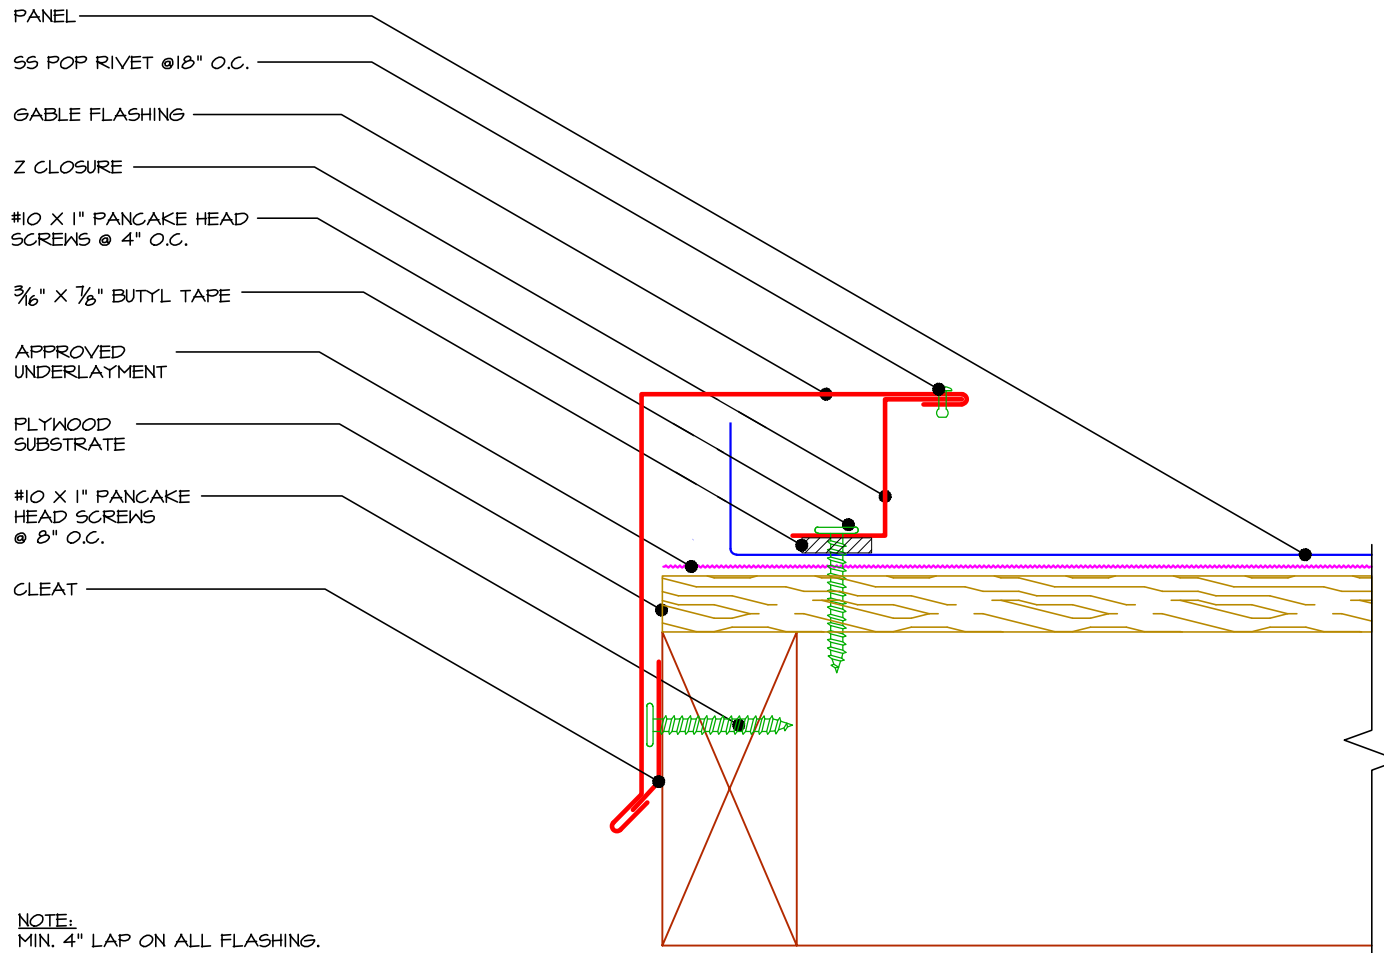 PANEL
SS POP RIVET @18" O.C.
GABLE FLASHING
Z CLOSURE
#10 X 1" PANCAKE HEAD
SCREWS @ 4" O.C.
3/16" X 7/8" BUTYL TAPE
APPROVED
UNDERLAYMENT
PLYWOOD
SUBSTRATE
#10 X 1" PANCAKE
HEAD SCREWS
@ 8" O.C.
CLEAT
NOTE:
MIN. 4" LAP ON ALL FLASHING.